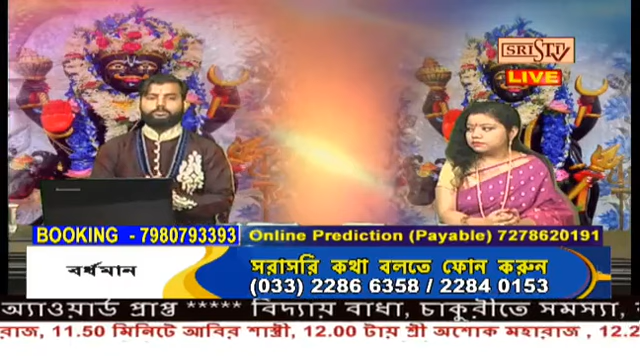 SRISTI TV
LIVE
BOOKING - 7980793393
Online Prediction (Payable) 7278620191
বর্ধমান
সরাসরি কথা বলতে ফোন করুন
(033) 2286 6358 / 2284 0153
অ্যাওয়ার্ড প্রাপ্ত ***** বিদ্যায় বাধা, চাকুরীতে সমস্যা,
রাজ, 11.50 মিনিটে আবির শাস্ত্রী, 12.00 টায় শ্রী অশোক মহারাজ , 12.2